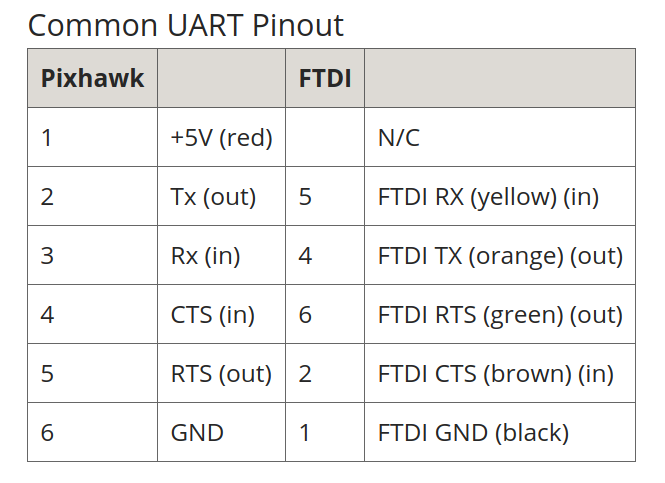 Common UART Pinout
Pixhawk FTDI
1 +5V (red) N/C
2 Tx (out) 5 FTDI RX (yellow) (in)
3 Rx (in) 4 FTDI TX (orange) (out)
4 CTS (in) 6 FTDI RTS (green) (out)
5 RTS (out) 2 FTDI CTS (brown) (in)
6 GND 1 FTDI GND (black)